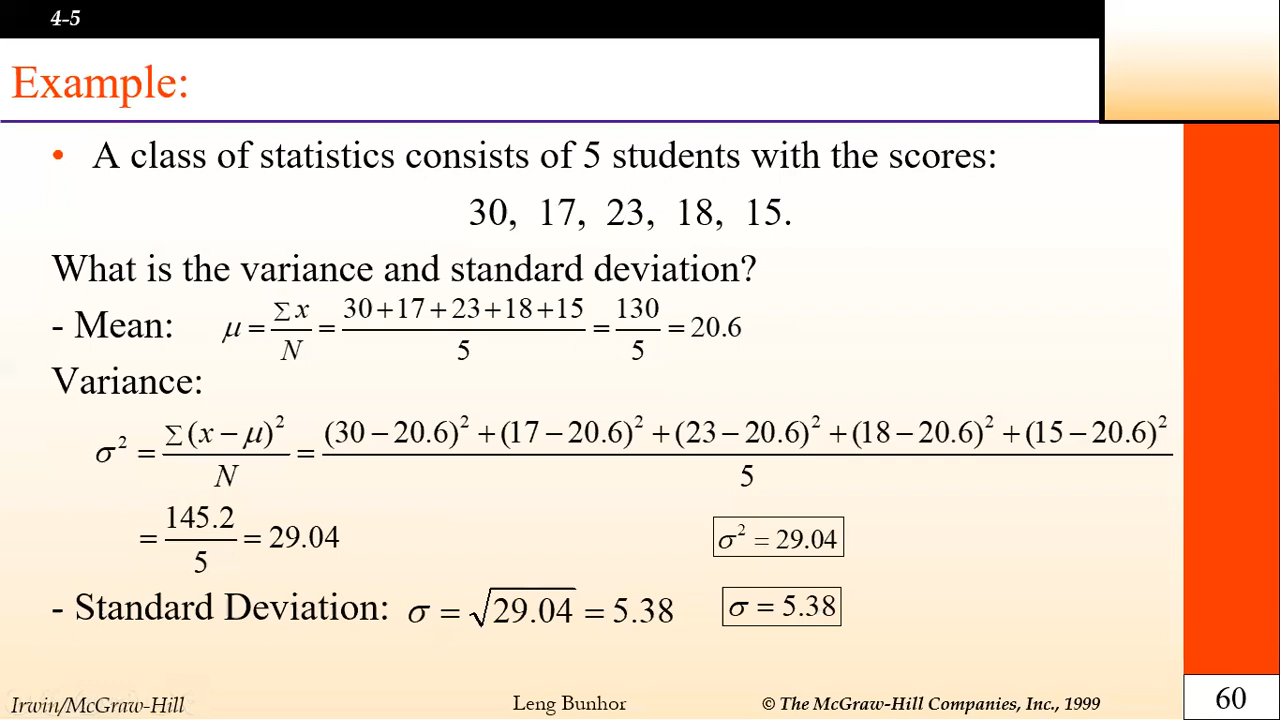 4-5
Example:
• A class of statistics consists of 5 students with the scores:
30, 17, 23, 18, 15.
What is the variance and standard deviation?
- Mean: μ = Σx/N = (30+17+23+18+15)/5 = 130/5 = 20.6
Variance:
σ² = Σ(x−μ)²/N = ((30−20.6)²+(17−20.6)²+(23−20.6)²+(18−20.6)²+(15−20.6)²)/5
= 145.2/5 = 29.04 σ² = 29.04
- Standard Deviation: σ = √29.04 = 5.38 σ = 5.38
Irwin/McGraw-Hill Leng Bunhor © The McGraw-Hill Companies, Inc., 1999 60